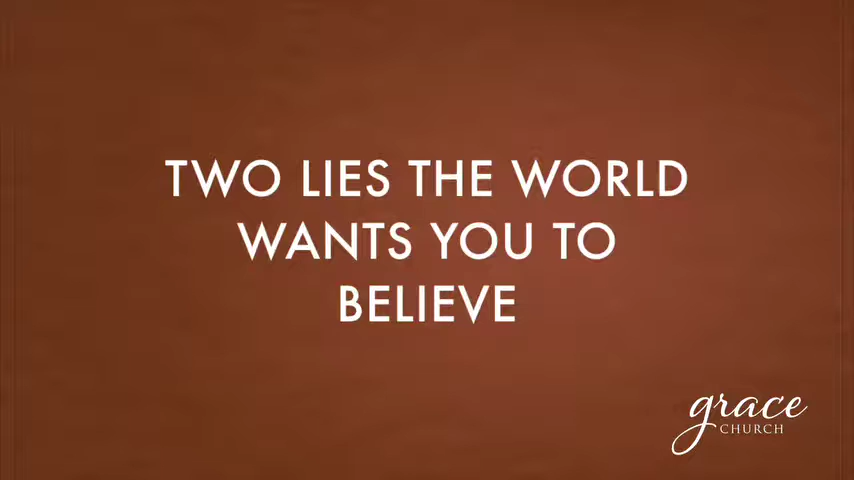 TWO LIES THE WORLD
WANTS YOU TO
BELIEVE
grace
CHURCH